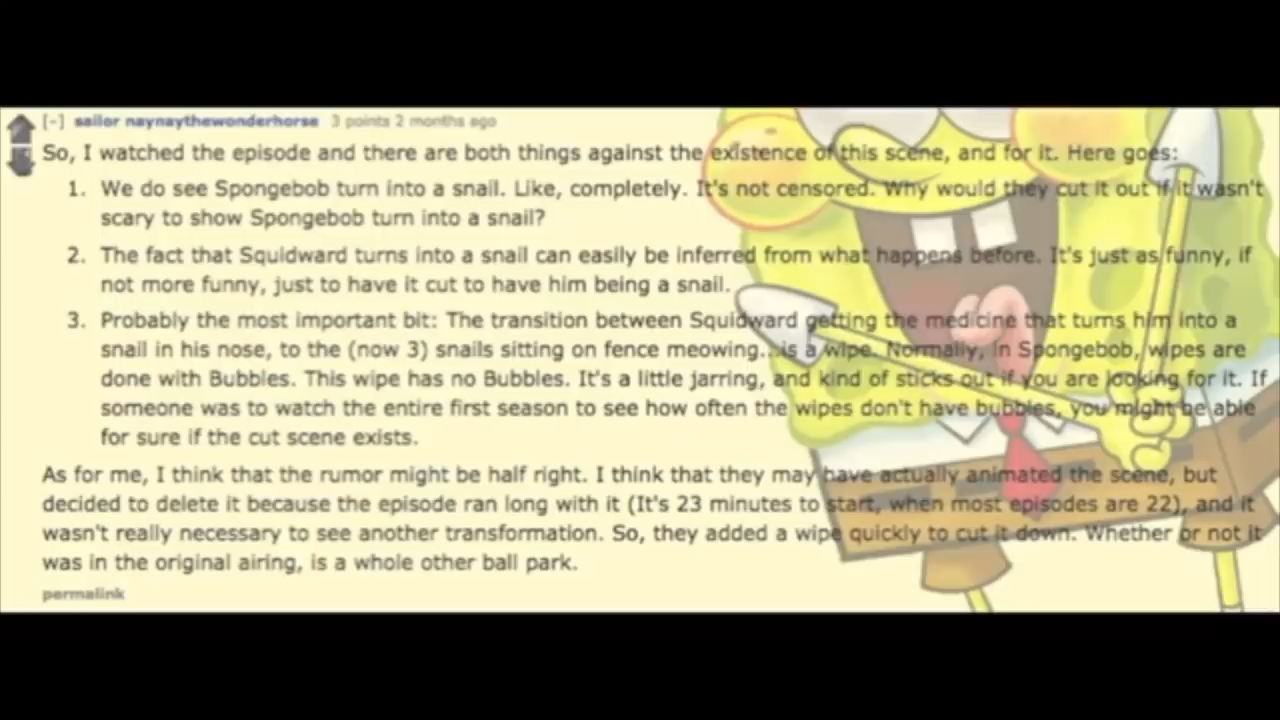 [-] sailor naynaythewonderhorse 3 points 2 months ago
So, I watched the episode and there are both things against the existence of this scene, and for it. Here goes:
1. We do see Spongebob turn into a snail. Like, completely. It's not censored. Why would they cut it out if it wasn't
scary to show Spongebob turn into a snail?
2. The fact that Squidward turns into a snail can easily be inferred from what happens before. It's just as funny, if
not more funny, just to have it cut to have him being a snail.
3. Probably the most important bit: The transition between Squidward getting the medicine that turns him into a
snail in his nose, to the (now 3) snails sitting on fence meowing...is a wipe. Normally, in Spongebob, wipes are
done with Bubbles. This wipe has no Bubbles. It's a little jarring, and kind of sticks out if you are looking for it. If
someone was to watch the entire first season to see how often the wipes don't have bubbles, you might be able
for sure if the cut scene exists.
As for me, I think that the rumor might be half right. I think that they may have actually animated the scene, but
decided to delete it because the episode ran long with it (It's 23 minutes to start, when most episodes are 22), and it
wasn't really necessary to see another transformation. So, they added a wipe quickly to cut it down. Whether or not it
was in the original airing, is a whole other ball park.
permalink